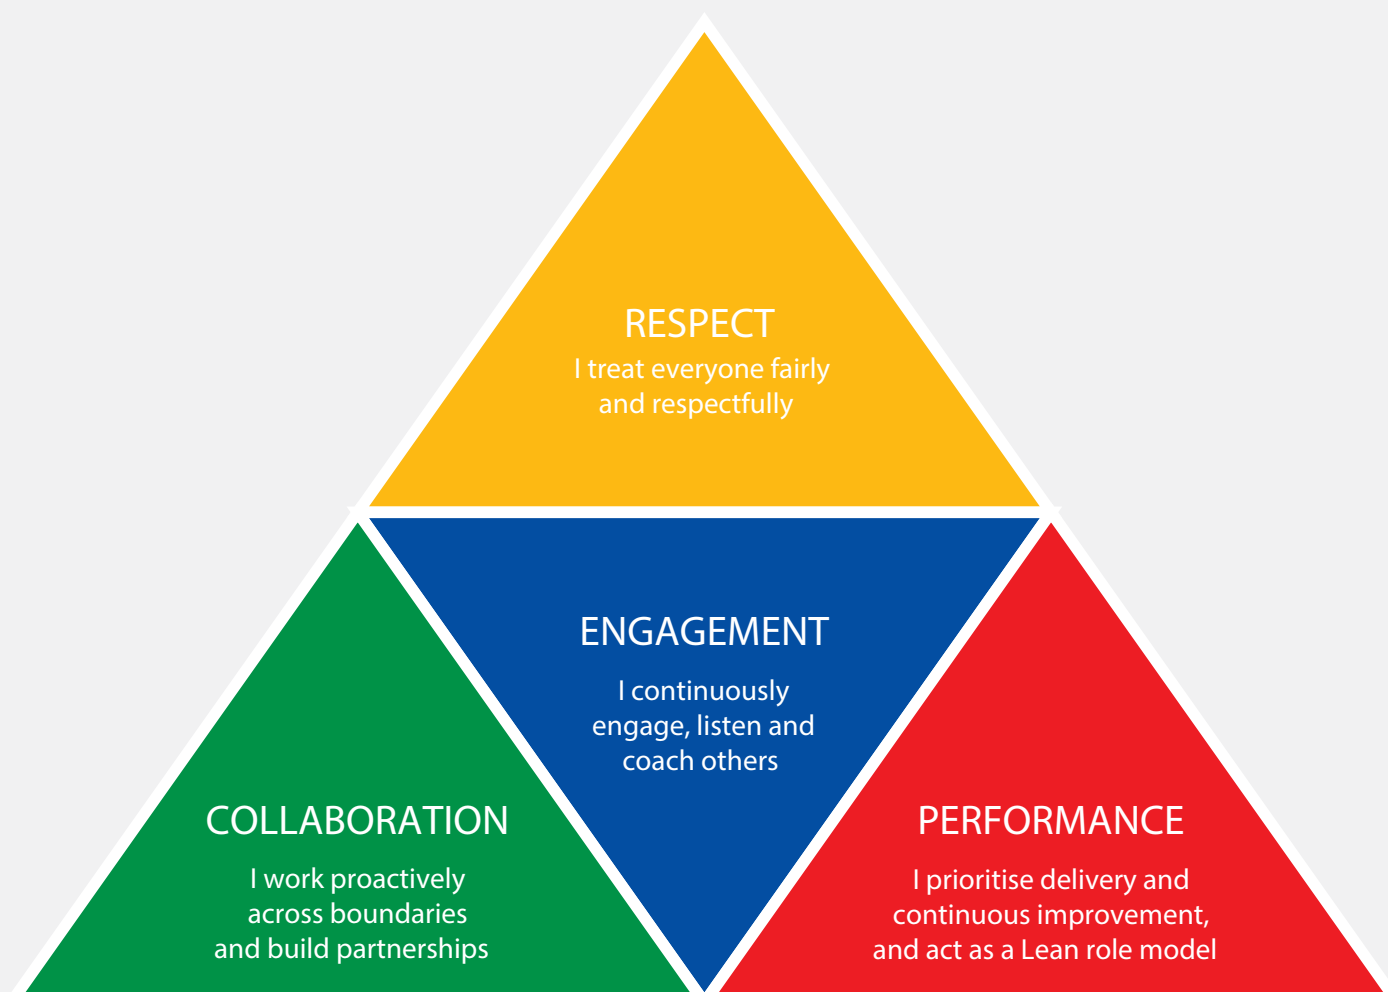 RESPECT
I treat everyone fairly
and respectfully
ENGAGEMENT
I continuously
engage, listen and
coach others
COLLABORATION
I work proactively
across boundaries
and build partnerships
PERFORMANCE
I prioritise delivery and
continuous improvement,
and act as a Lean role model